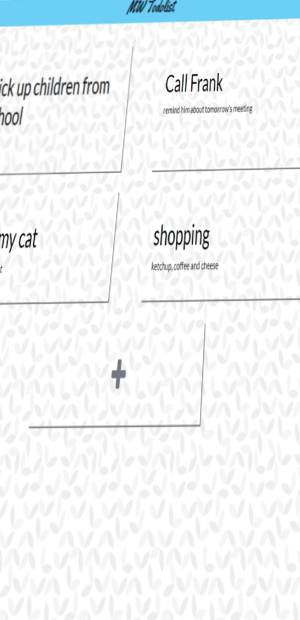 MW Todolist
ick up children from
hool
Call Frank
remind him about tomorrow's meeting
my cat
t
shopping
ketchup, coffee and cheese
+